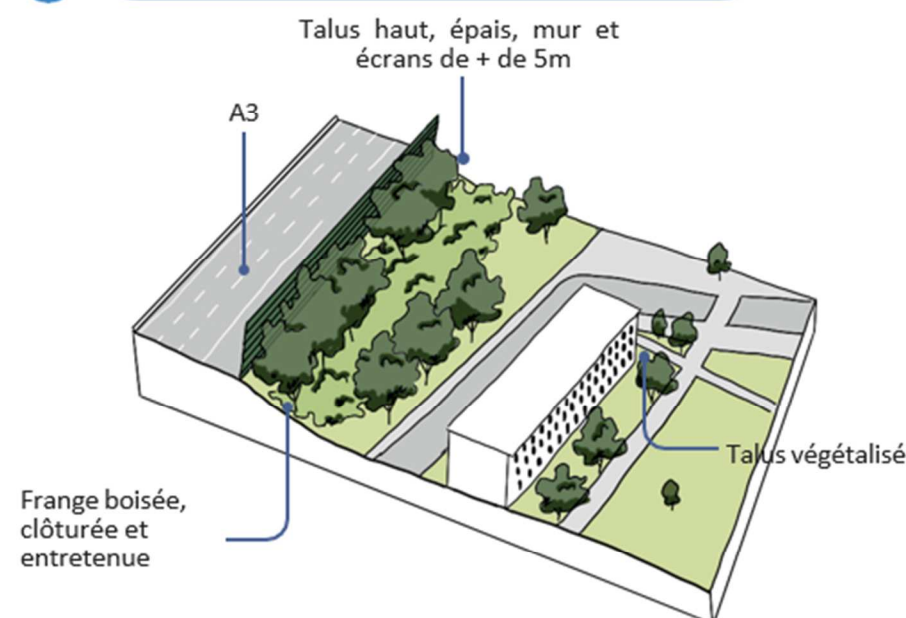 Talus haut, épais, mur et
écrans de + de 5m
A3
Talus végétalisé
Frange boisée,
clôturée et
entretenue